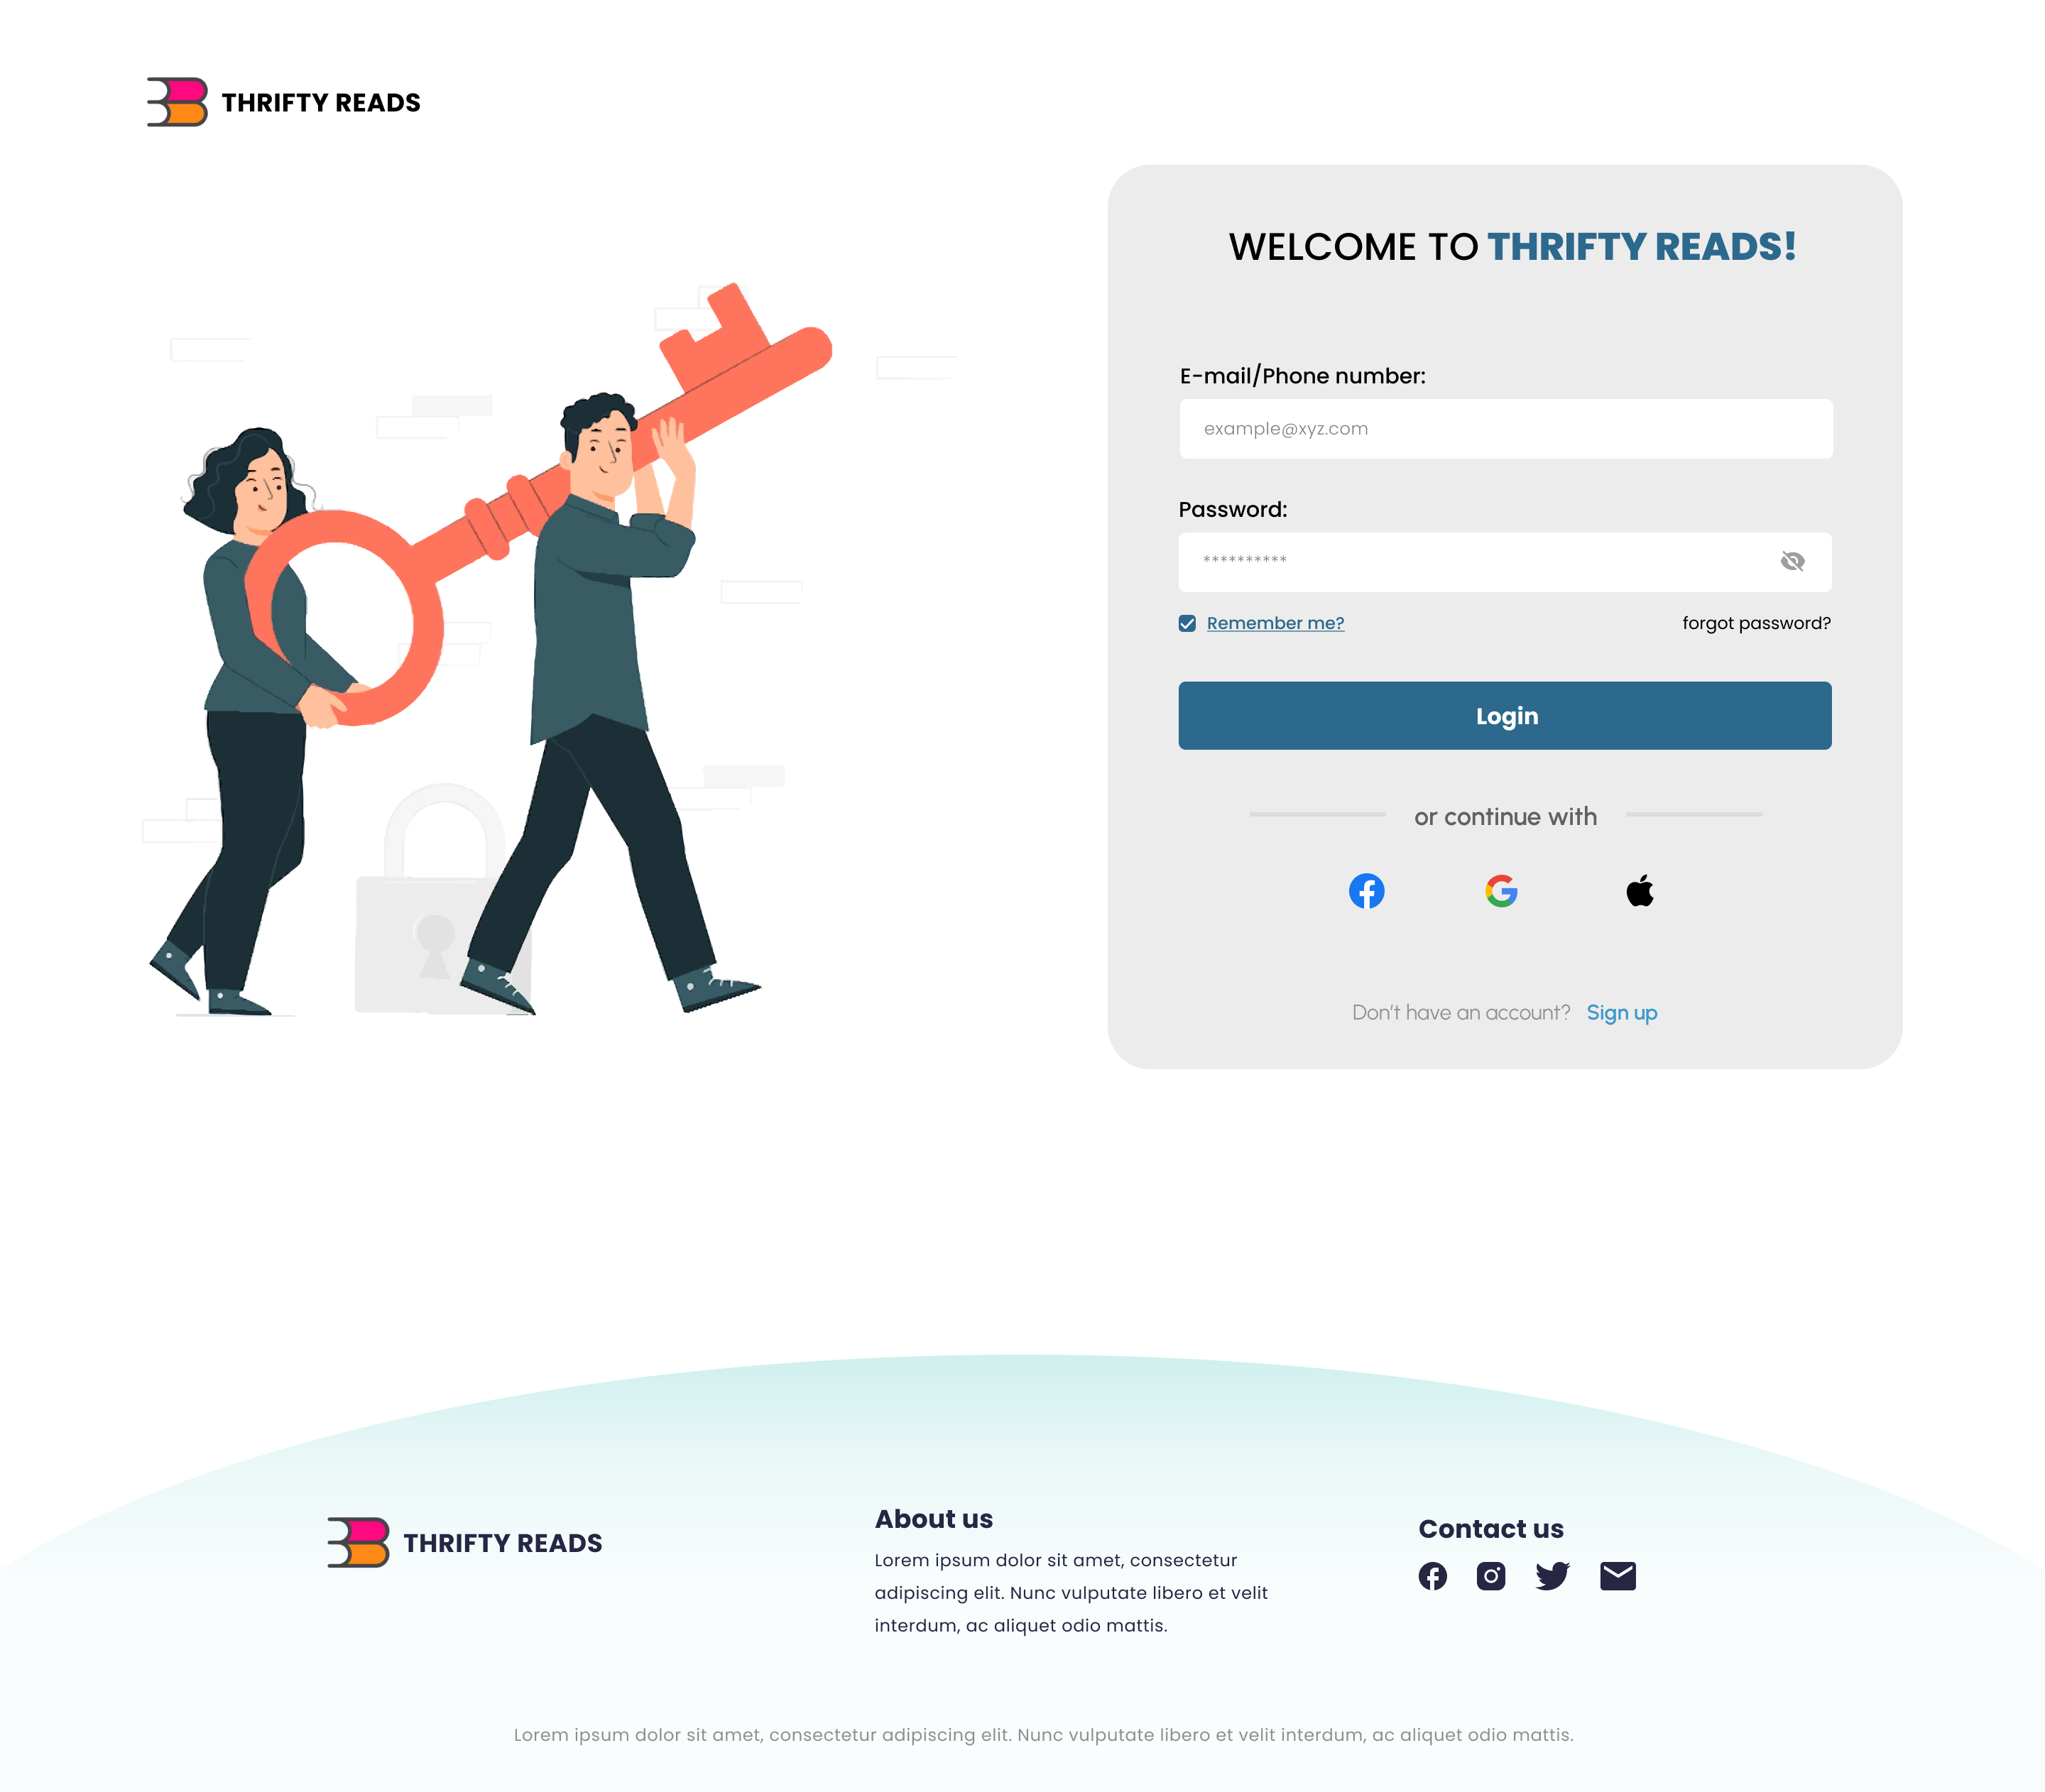 THRIFTY READS
WELCOME TO THRIFTY READS!
E-mail/Phone number:
example@xyz.com
Password:
**********
Remember me?
forgot password?
Login
or continue with
Don't have an account? Sign up
THRIFTY READS
About us
Lorem ipsum dolor sit amet, consectetur
adipiscing elit. Nunc vulputate libero et velit
interdum, ac aliquet odio mattis.
Contact us
Lorem ipsum dolor sit amet, consectetur adipiscing elit. Nunc vulputate libero et velit interdum, ac aliquet odio mattis.